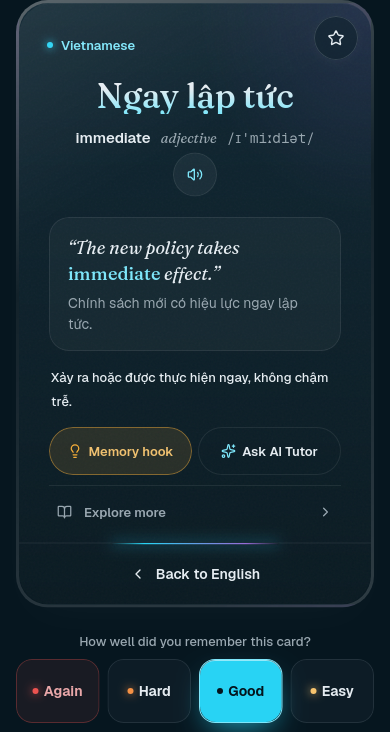 Vietnamese
Ngay lập tức
immediate adjective /ɪˈmiːdiət/
“The new policy takes
immediate effect.”
Chính sách mới có hiệu lực ngay lập
tức.
Xảy ra hoặc được thực hiện ngay, không chậm
trễ.
Memory hook Ask AI Tutor
Explore more
Back to English
How well did you remember this card?
Again Hard Good Easy